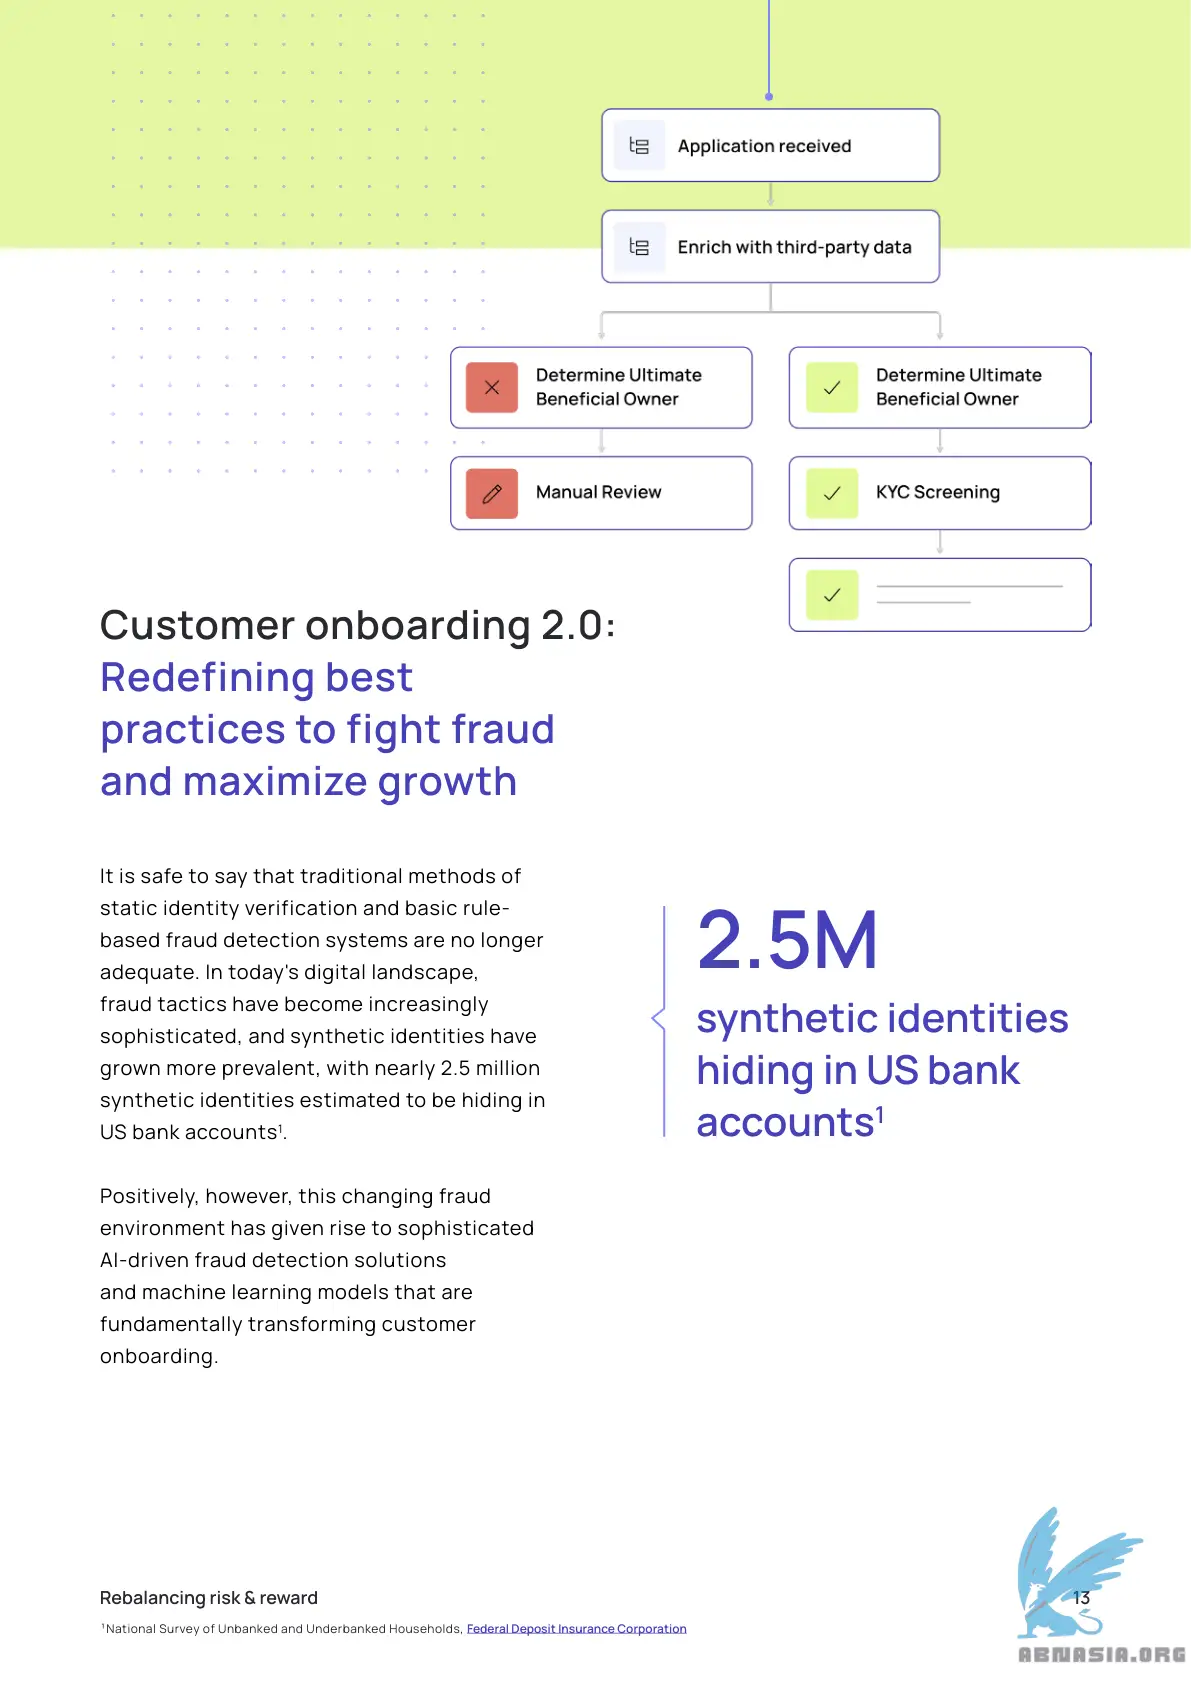 Application received
Enrich with third-party data
Determine Ultimate
Beneficial Owner
Determine Ultimate
Beneficial Owner
Manual Review
KYC Screening
Customer onboarding 2.0:
Redefining best
practices to fight fraud
and maximize growth
It is safe to say that traditional methods of
static identity verification and basic rule-
based fraud detection systems are no longer
adequate. In today's digital landscape,
fraud tactics have become increasingly
sophisticated, and synthetic identities have
grown more prevalent, with nearly 2.5 million
synthetic identities estimated to be hiding in
US bank accounts¹.
Positively, however, this changing fraud
environment has given rise to sophisticated
AI-driven fraud detection solutions
and machine learning models that are
fundamentally transforming customer
onboarding.
2.5M
synthetic identities
hiding in US bank
accounts¹
Rebalancing risk & reward
13
¹ National Survey of Unbanked and Underbanked Households, Federal Deposit Insurance Corporation
ABNASIA.ORG